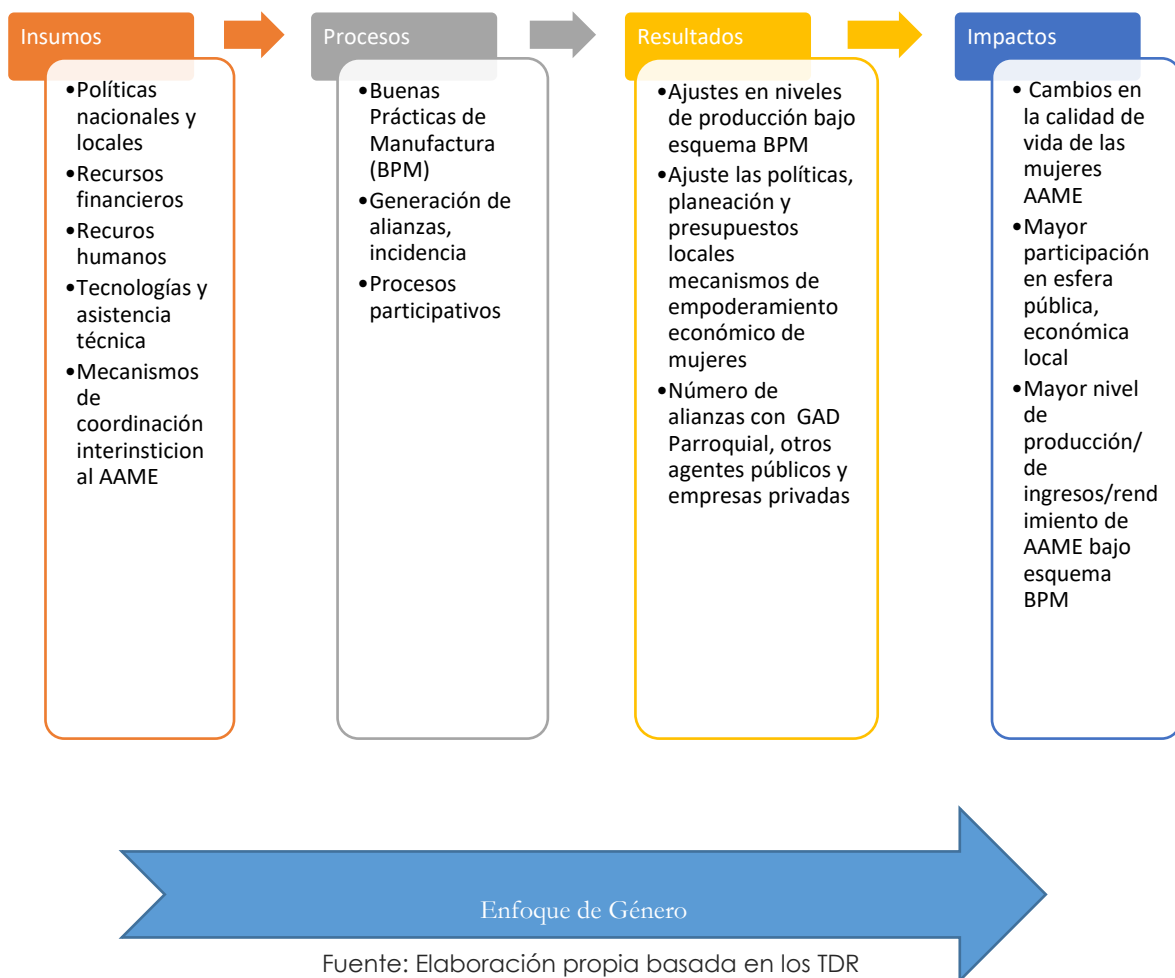 Insumos
•Políticas
nacionales y
locales
•Recursos
financieros
•Recuros
humanos
•Tecnologías y
asistencia
técnica
•Mecanismos
de
coordinación
interinsticion
al AAME
Procesos
•Buenas
Prácticas de
Manufactura
(BPM)
•Generación de
alianzas,
incidencia
•Procesos
participativos
Resultados
•Ajustes en niveles
de producción bajo
esquema BPM
•Ajuste las políticas,
planeación y
presupuestos
locales
mecanismos de
empoderamiento
económico de
mujeres
•Número de
alianzas con GAD
Parroquial, otros
agentes públicos y
empresas privadas
Impactos
• Cambios en
la calidad de
vida de las
mujeres
AAME
•Mayor
participación
en esfera
pública,
económica
local
•Mayor nivel
de
producción/
de
ingresos/rend
imiento de
AAME bajo
esquema
BPM
Enfoque de Género
Fuente: Elaboración propia basada en los TDR